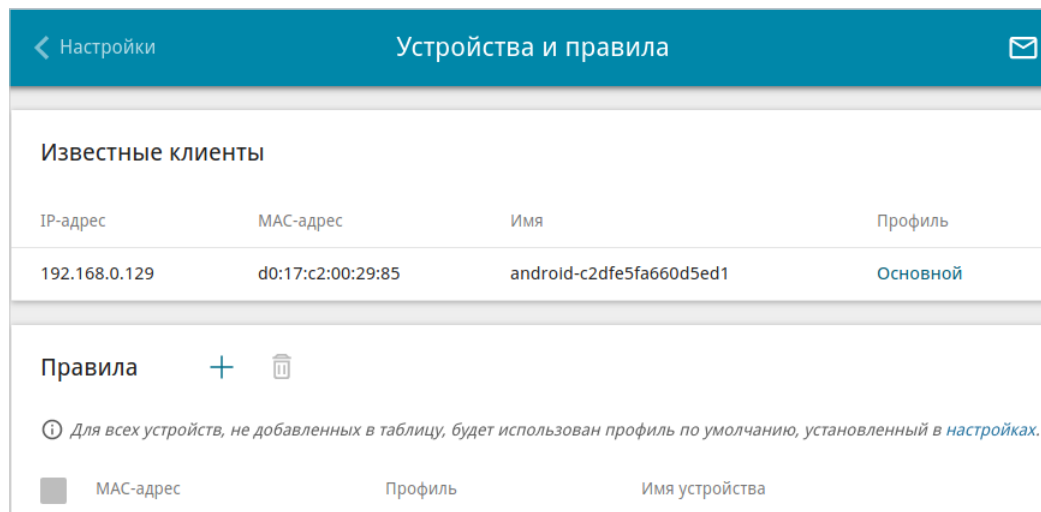 Настройки Устройства и правила
Известные клиенты
IP-адрес MAC-адрес Имя Профиль
192.168.0.129 d0:17:c2:00:29:85 android-c2dfe5fa660d5ed1 Основной
Правила
Для всех устройств, не добавленных в таблицу, будет использован профиль по умолчанию, установленный в настройках.
MAC-адрес Профиль Имя устройства